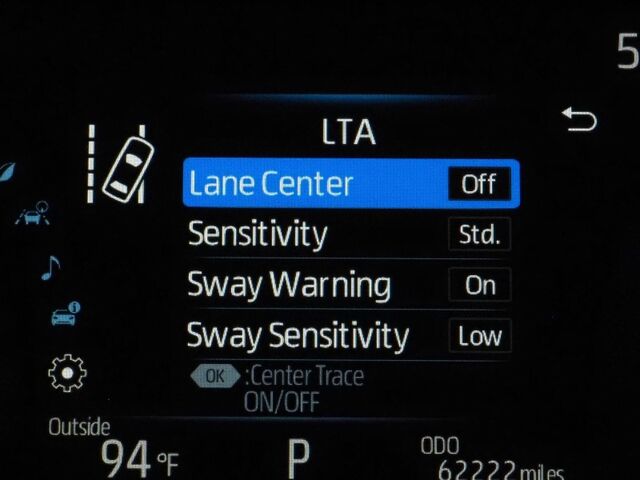 5
LTA
Lane Center Off
Sensitivity Std.
Sway Warning On
Sway Sensitivity Low
OK :Center Trace
ON/OFF
Outside
94 °F P ODO
62222 miles